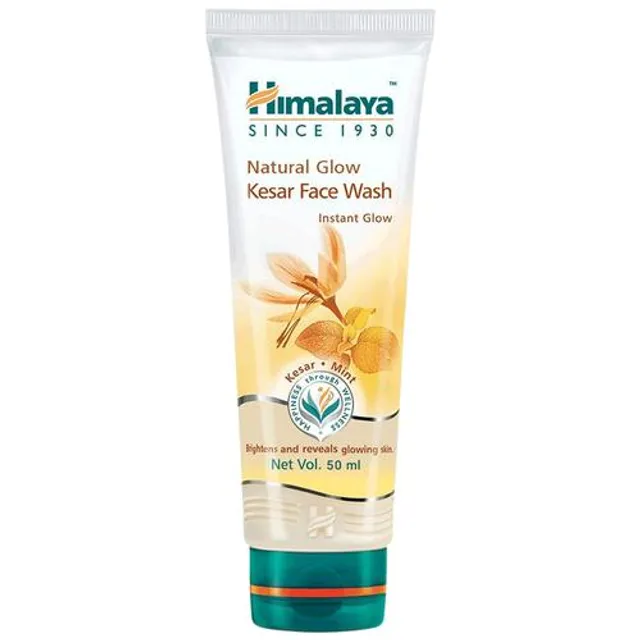 Himalaya™
SINCE 1930
Natural Glow
Kesar Face Wash
Instant Glow
Kesar • Mint
• HAPPINESS through WELLNESS •
Brightens and reveals glowing skin.
Net Vol. 50 ml